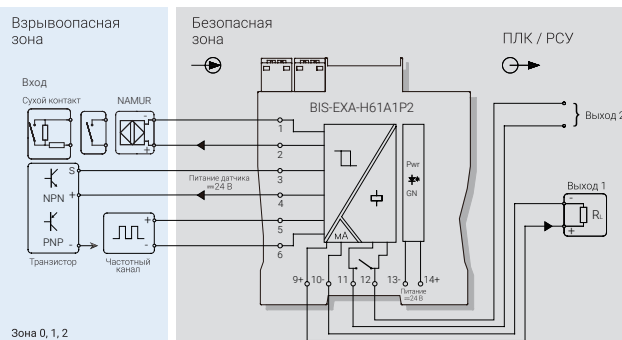 Взрывоопасная
зона
Безопасная
зона
ПЛК / РСУ
Вход
Сухой контакт
NAMUR
-
+
BIS-EXA-H61A1P2
Выход 2
1
2
Питание датчика
═24 В
3
4
5
6
S
NPN
+
PNP
-
+
-
Транзистор
Частотный
канал
Pwr
GN
мА
Выход 1
-
RL
+
9+
10-
11
12
13-
14+
Питание
═24 В
Зона 0, 1, 2